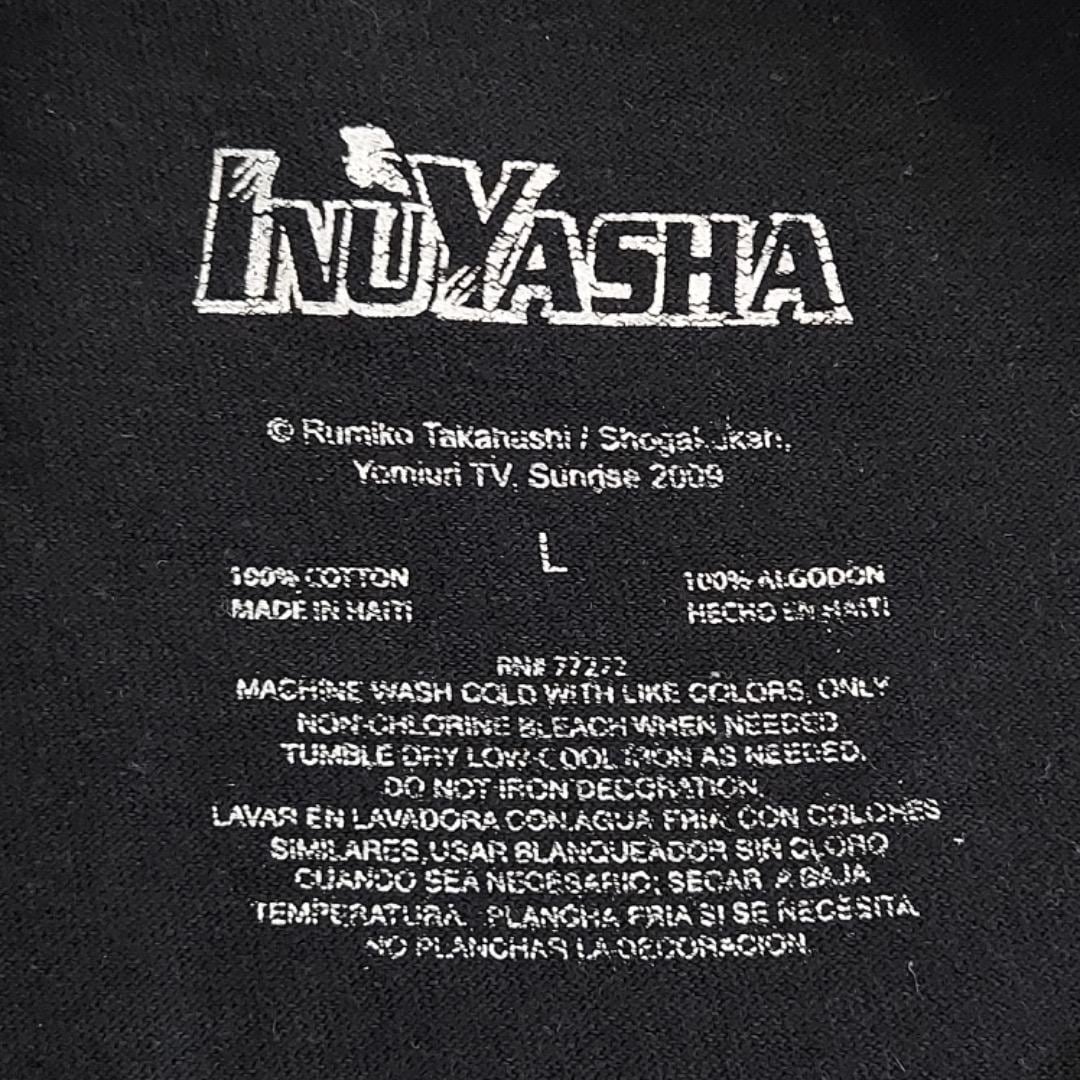 INUYASHA
© Rumiko Takahashi / Shogakukan,
Yomiuri TV, Sunrise 2009
L
100% COTTON
MADE IN HAITI
100% ALGODON
HECHO EN HAITI
RN# 77272
MACHINE WASH COLD WITH LIKE COLORS, ONLY
NON-CHLORINE BLEACH WHEN NEEDED.
TUMBLE DRY LOW-COOL IRON AS NEEDED.
DO NOT IRON DECORATION.
LAVAR EN LAVADORA CON AGUA FRIA CON COLORES
SIMILARES, USAR BLANQUEADOR SIN CLORO
CUANDO SEA NECESARIO; SECAR A BAJA
TEMPERATURA. PLANCHA FRIA SI SE NECESITA.
NO PLANCHAR LA DECORACION.